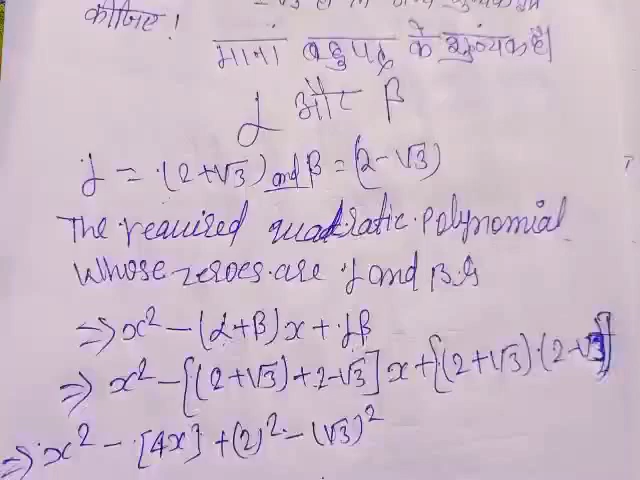 कीजिए!
माना बहुपद के शून्यक है।
α और β
α = (2+√3) and β = (2-√3)
The required quadratic polynomial
whose zeroes are α and β is
⇒ x² - (α+β)x + αβ
⇒ x² - [(2+√3)+2-√3]x + [(2+√3)·(2-√3)]
⇒ x² - [4x] + (2)² - (√3)²